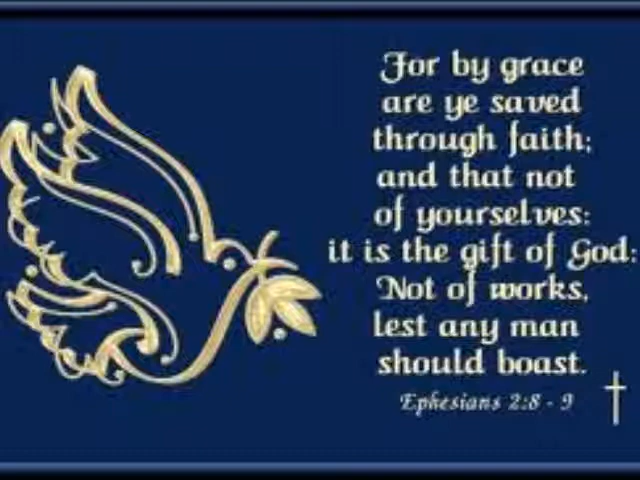 For by grace
are ye saved
through faith;
and that not
of yourselves:
it is the gift of God:
Not of works,
lest any man
should boast.
Ephesians 2:8 - 9